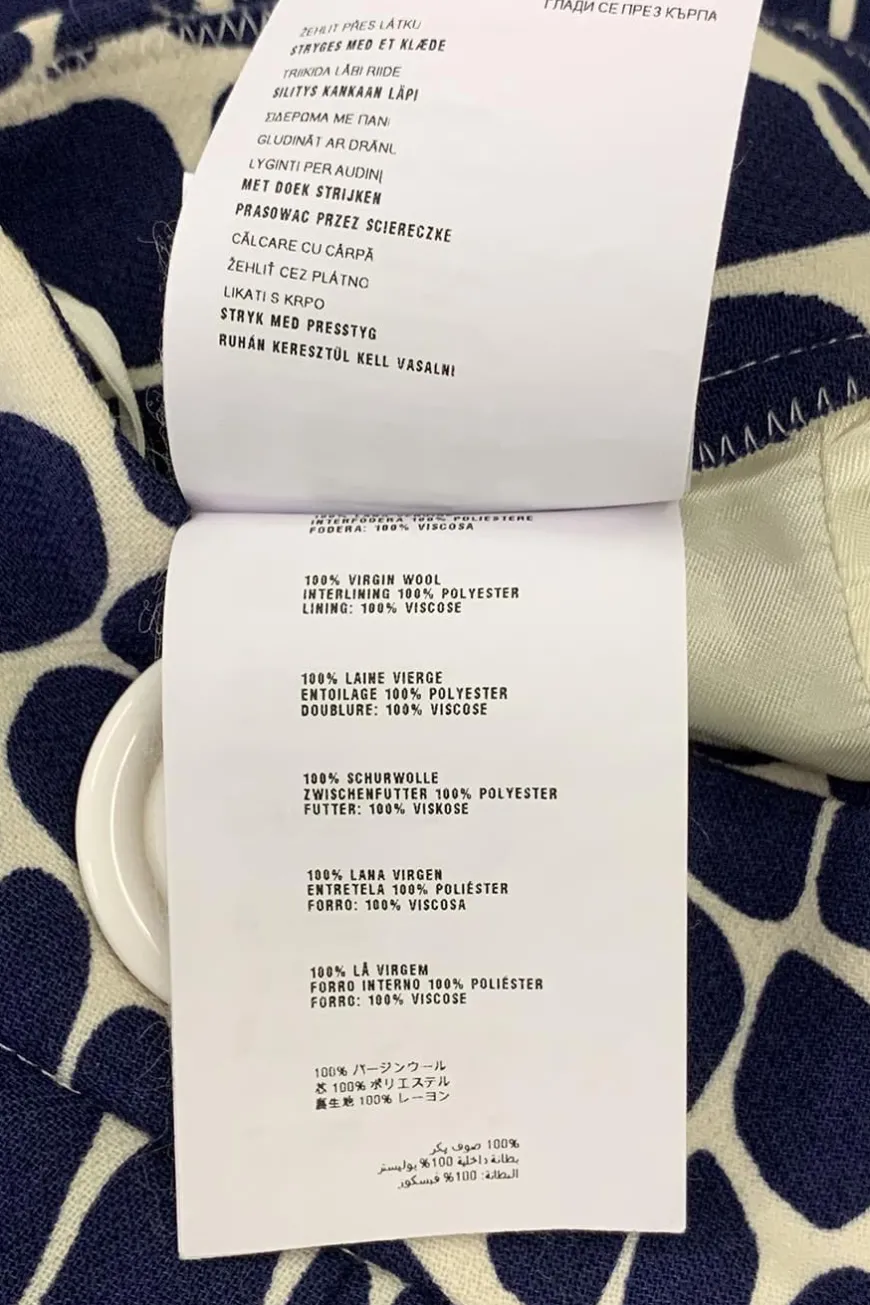 ГЛАДИ СЕ ПРЕЗ КЪРПА
ŽEHLIT PŘES LÁTKU
STRYGES MED ET KLÆDE
TRIIKIDA LÄBI RIIDE
SILITYS KANKAAN LÄPI
ΣΙΔΕΡΩΜΑ ΜΕ ΠΑΝΙ
GLUDINĀT AR DRĀNU
LYGINTI PER AUDINĮ
MET DOEK STRIJKEN
PRASOWAC PRZEZ SCIERECZKE
CĂLCARE CU CÂRPĂ
ŽEHLIŤ CEZ PLÁTNO
LIKATI S KRPO
STRYK MED PRESSTYG
RUHÁN KERESZTÜL KELL VASALNI
INTERFODERA 100% POLIESTERE
FODERA: 100% VISCOSA
100% VIRGIN WOOL
INTERLINING 100% POLYESTER
LINING: 100% VISCOSE
100% LAINE VIERGE
ENTOILAGE 100% POLYESTER
DOUBLURE: 100% VISCOSE
100% SCHURWOLLE
ZWISCHENFUTTER 100% POLYESTER
FUTTER: 100% VISKOSE
100% LANA VIRGEN
ENTRETELA 100% POLIÉSTER
FORRO: 100% VISCOSA
100% LÅ VIRGEM
FORRO INTERNO 100% POLIÉSTER
FORRO: 100% VISCOSE
100% バージンウール
芯 100% ポリエステル
裏生地 100% レーヨン
100% صوف بكر
بطانة داخلية 100% بوليستر
البطانة: 100% فيسكور